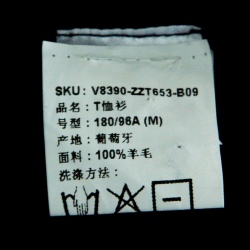 SKU：V8390-ZZT653-B09
品名：T恤衫
号型：180/96A (M)
产地：葡萄牙
面料：100%羊毛
洗涤方法：